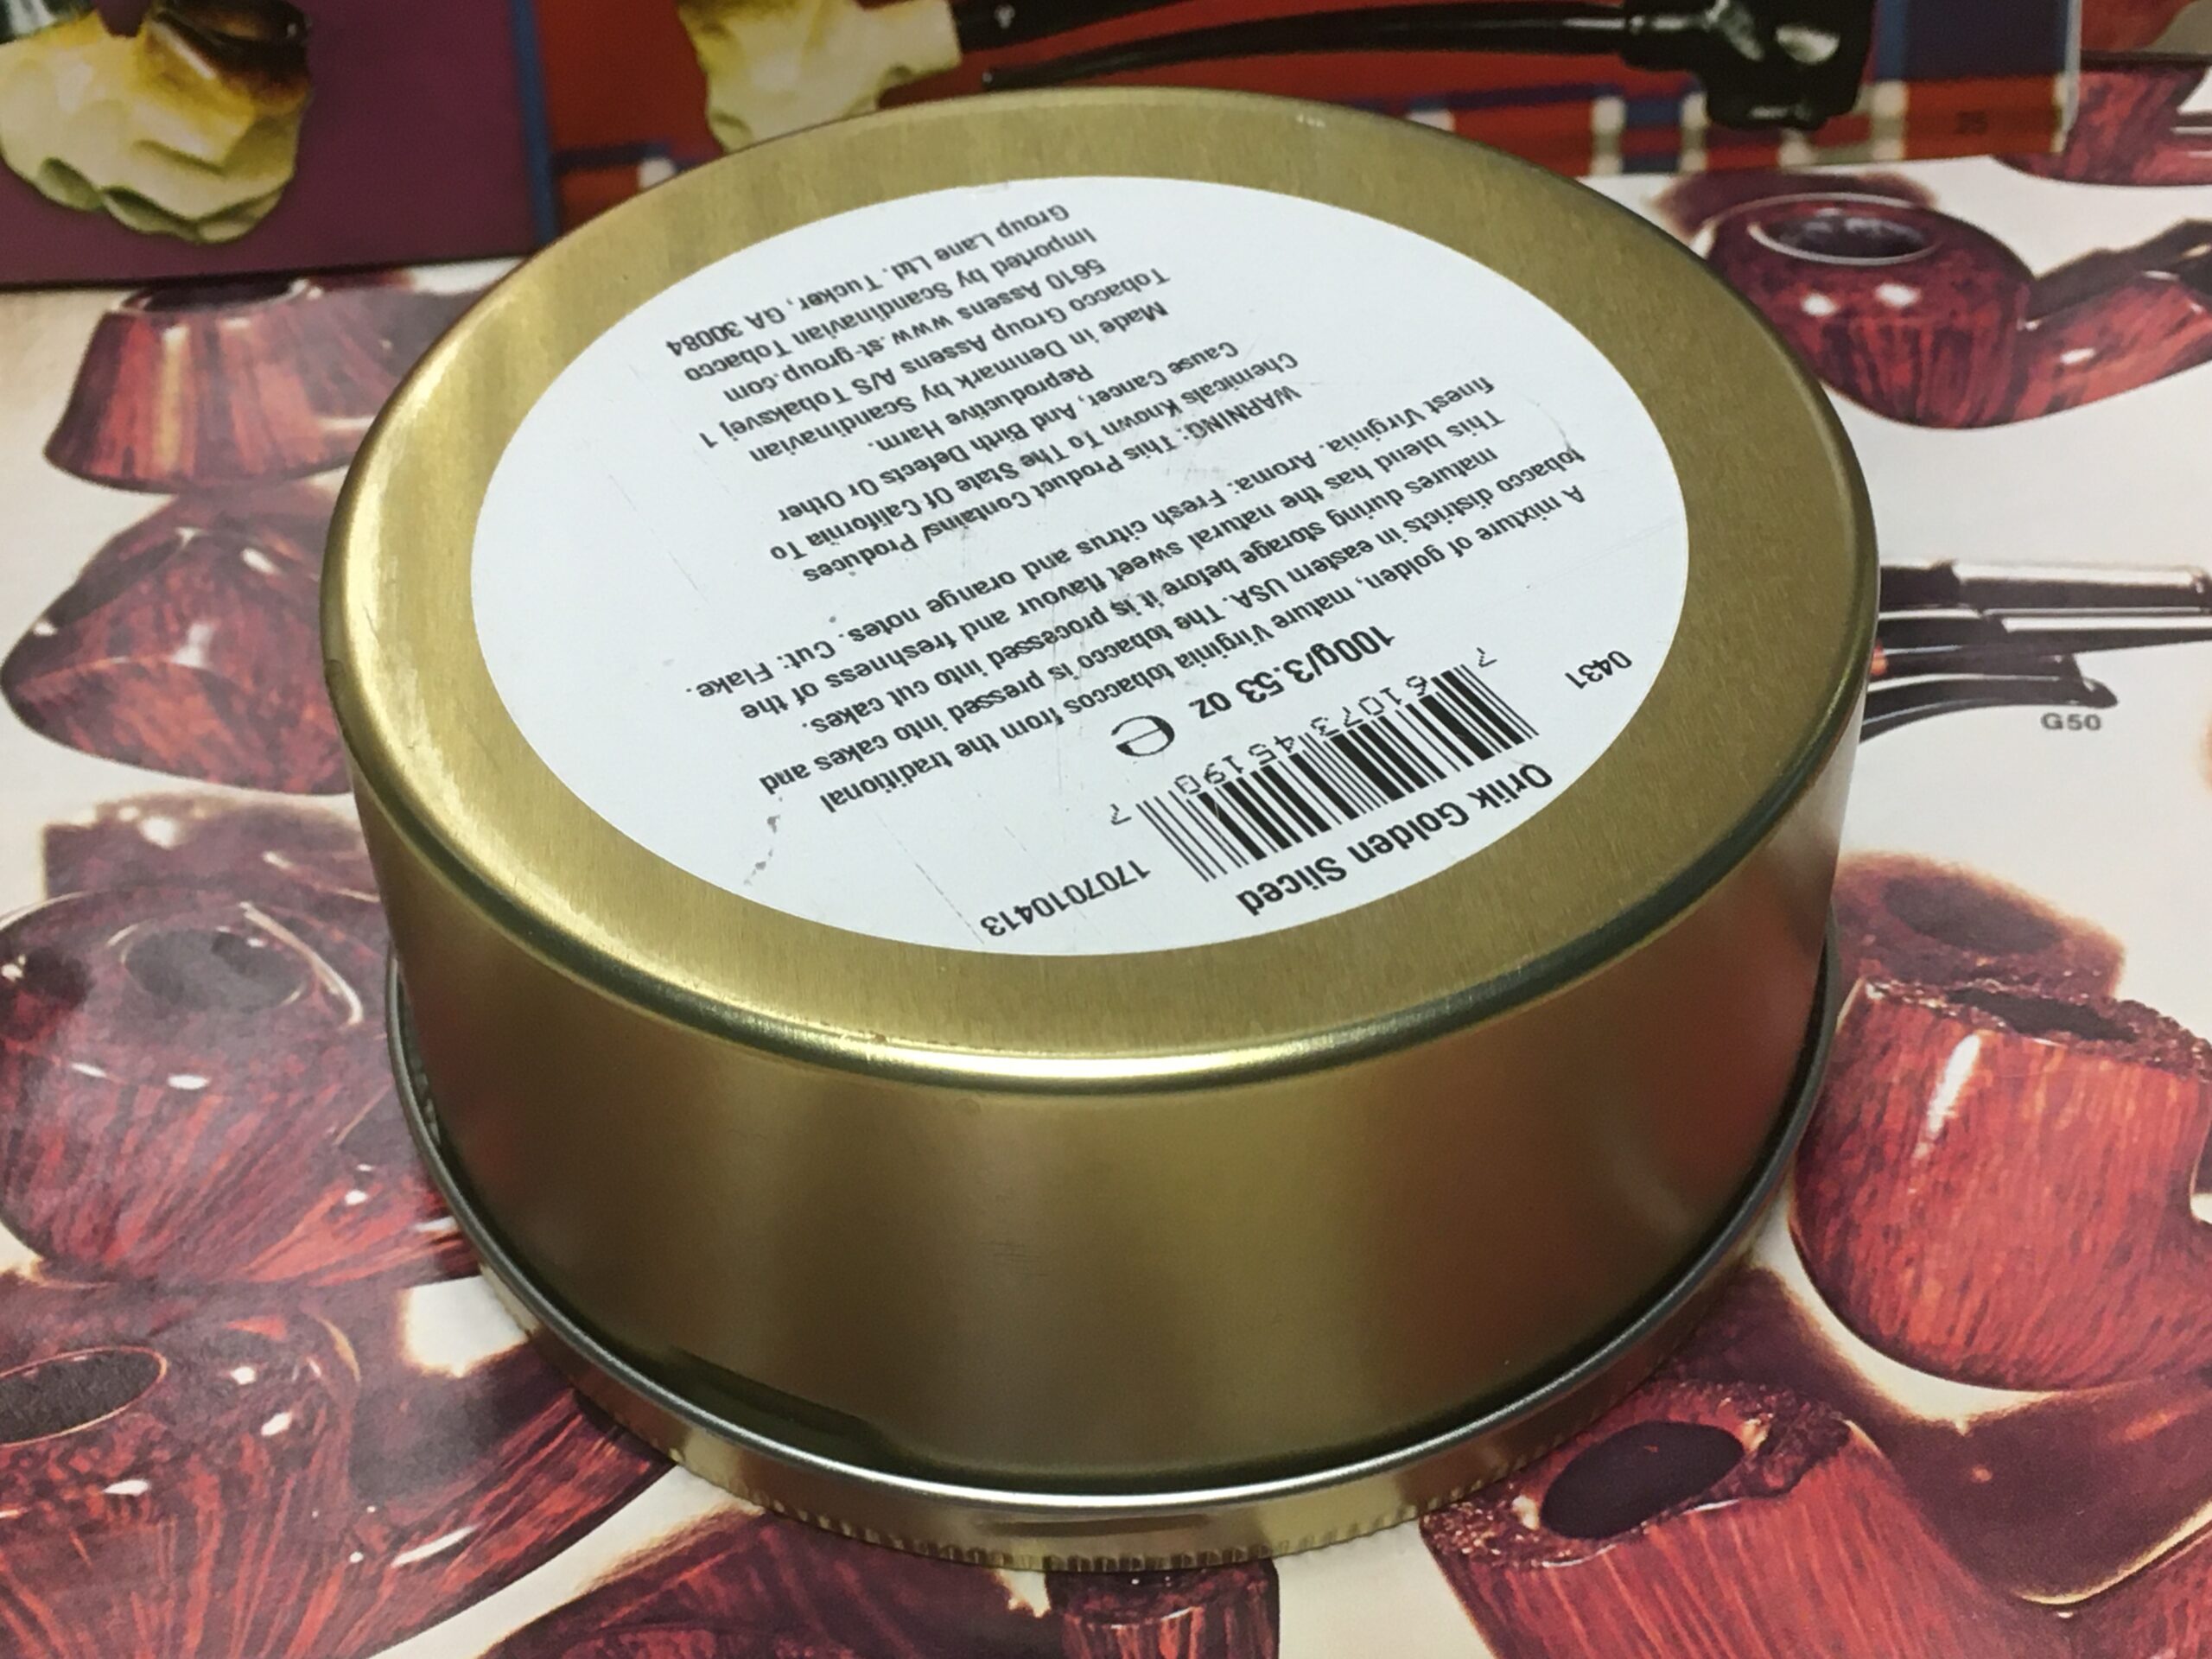 Orlik Golden Sliced
0431
7 61073 45190 7
1707010413
100g/3.53 oz e
A mixture of golden, mature Virginia tobaccos from the traditional
tobacco districts in eastern USA. The tobacco is pressed into cakes and
matures during storage before it is processed into cut cakes.
This blend has the natural sweet flavour and freshness of the
finest Virginia. Aroma: Fresh citrus and orange notes. Cut: Flake.
WARNING: This Product Contains/ Produces
Chemicals Known To The State Of California To
Cause Cancer, And Birth Defects Or Other
Reproductive Harm.
Made in Denmark by Scandinavian
Tobacco Group Assens A/S Tobaksvej 1
5610 Assens www.st-group.com
Imported by Scandinavian Tobacco
Group Lane Ltd. Tucker, GA 30084
G50